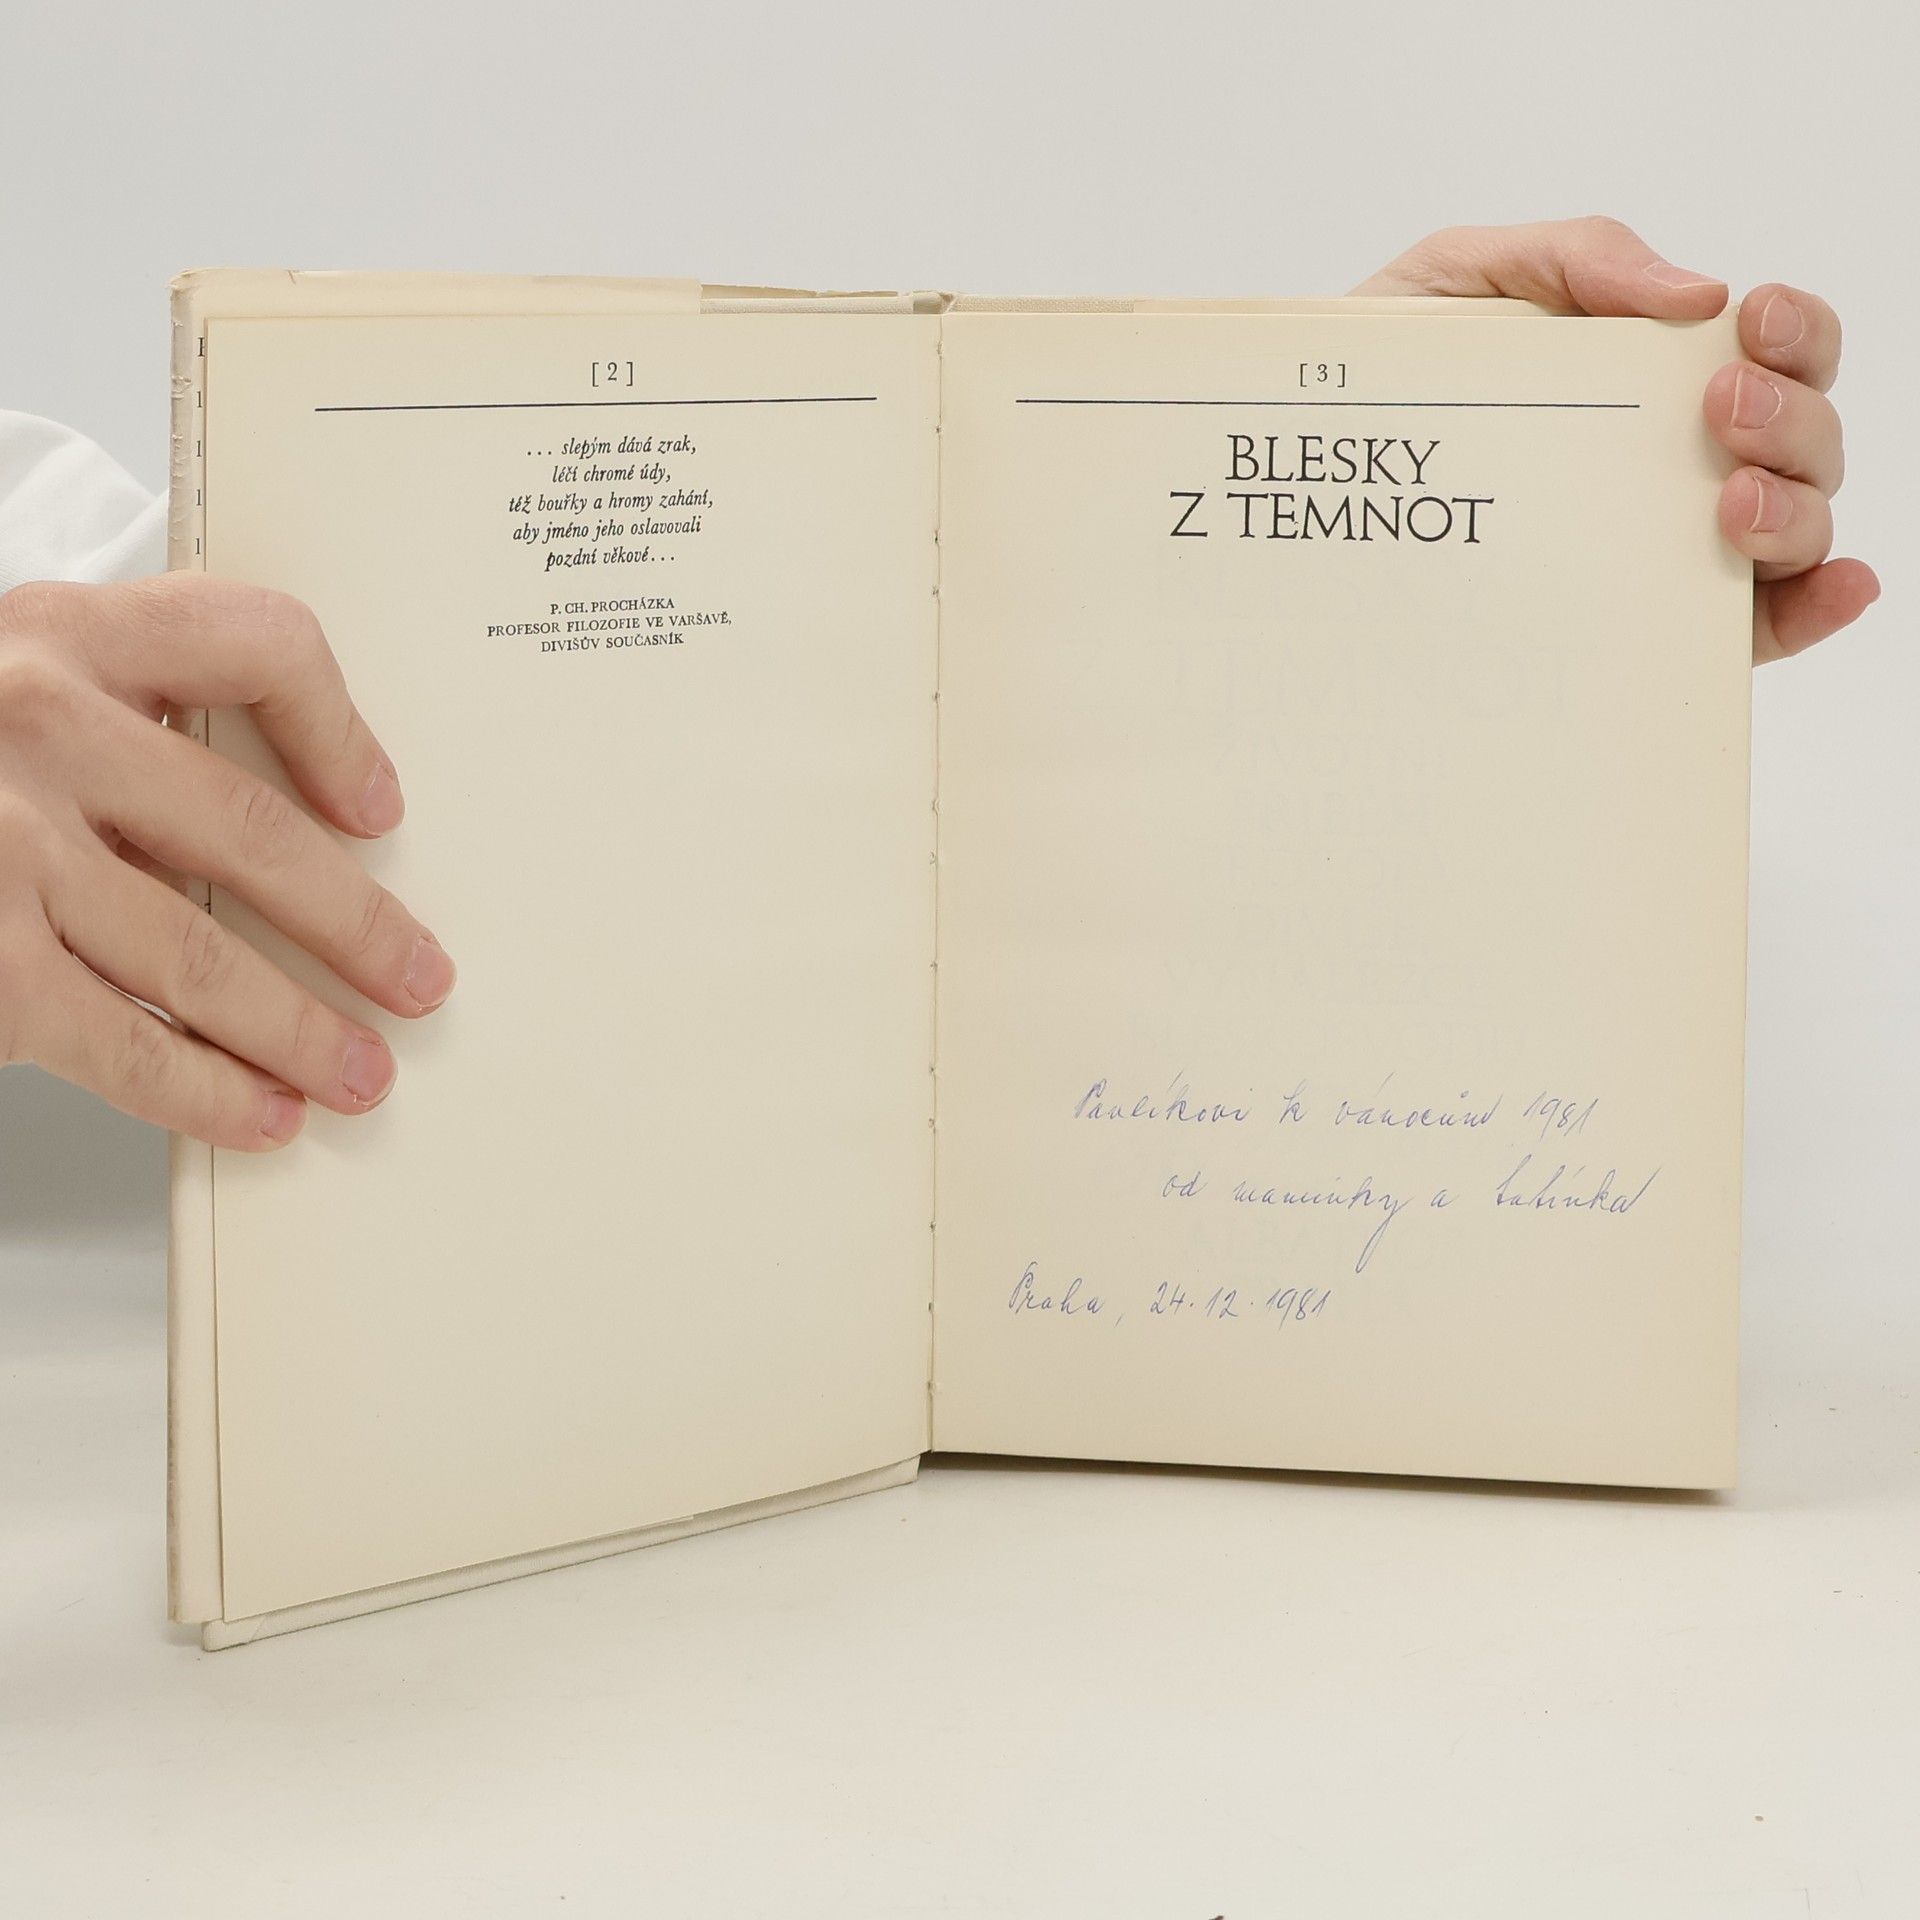 [ 2 ]
... slepým dává zrak,
léčí chromé údy,
též bouřky a hromy zahání,
aby jméno jeho oslavovali
pozdní věkové...
P. CH. PROCHÁZKA
PROFESOR FILOZOFIE VE VARŠAVĚ,
DIVIŠŮV SOUČASNÍK
[ 3 ]
BLESKY
Z TEMNOT
Pavlíkovi k vánocům 1981
od maminky a tatínka
Praha, 24.12.1981